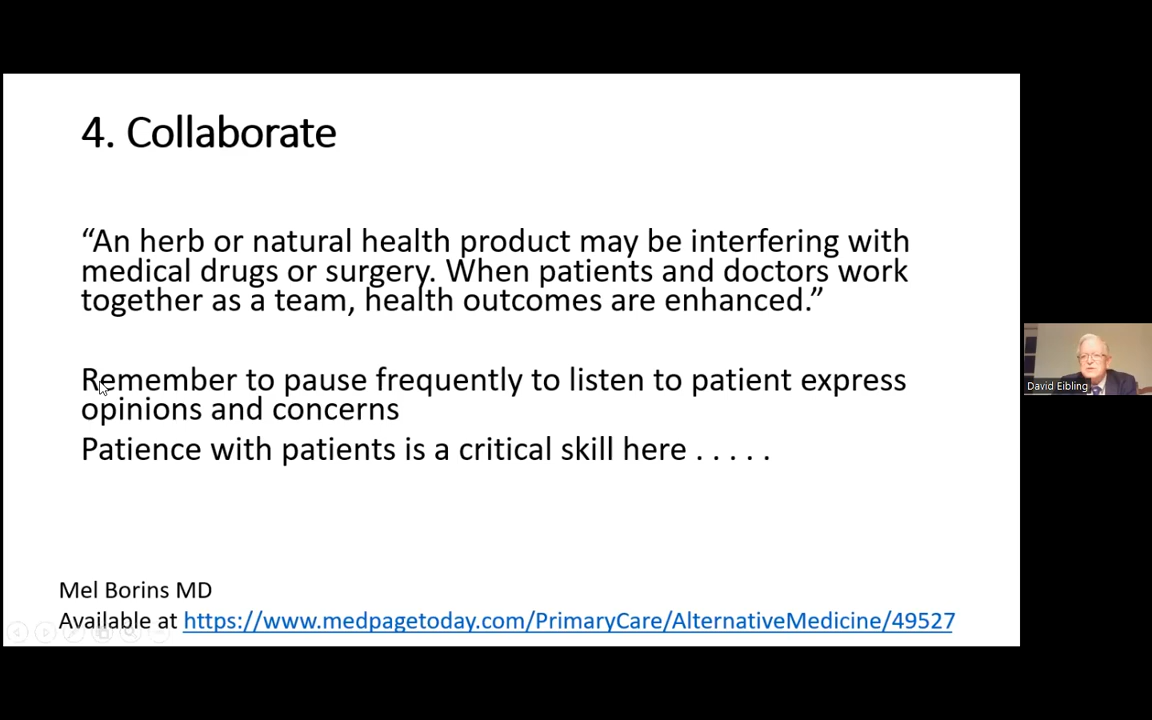 4. Collaborate
“An herb or natural health product may be interfering with
medical drugs or surgery. When patients and doctors work
together as a team, health outcomes are enhanced.”
Remember to pause frequently to listen to patient express
opinions and concerns
Patience with patients is a critical skill here . . . . .
David Eibling
Mel Borins MD
Available at https://www.medpagetoday.com/PrimaryCare/AlternativeMedicine/49527